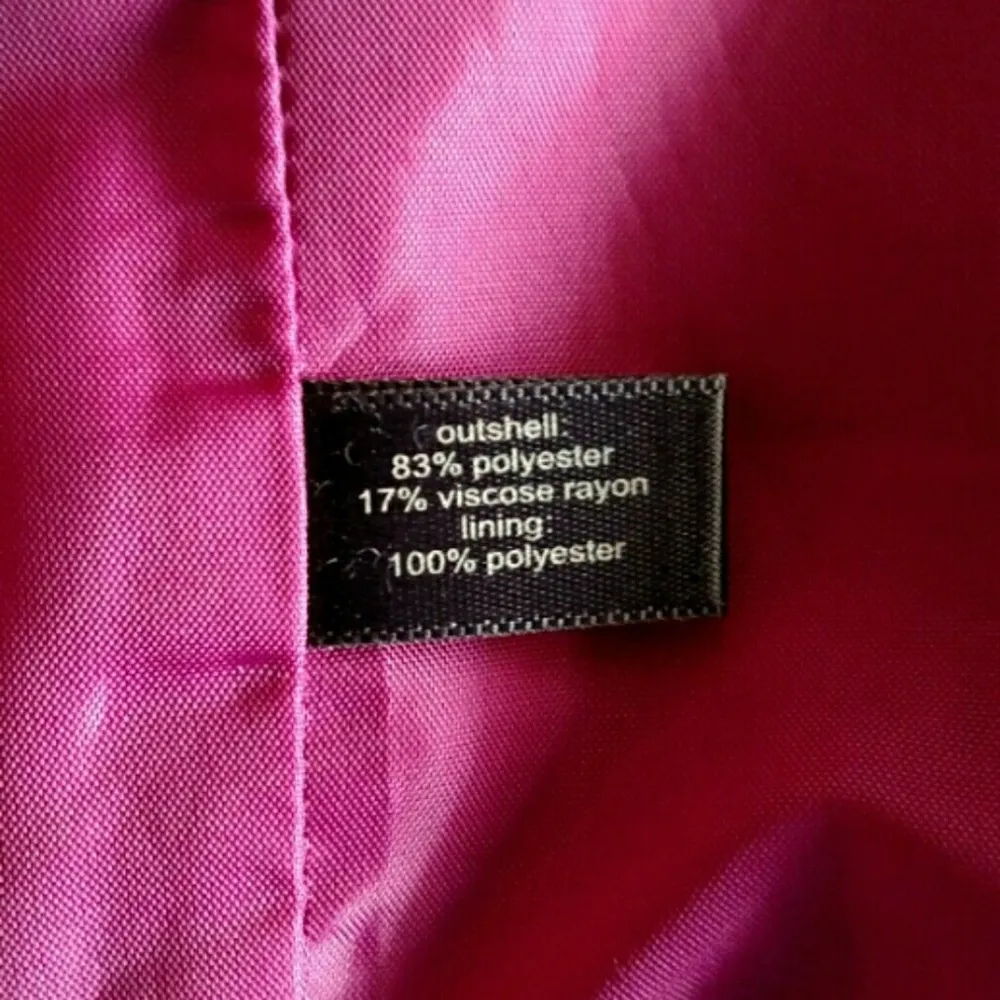 outshell:
83% polyester
17% viscose rayon
lining:
100% polyester